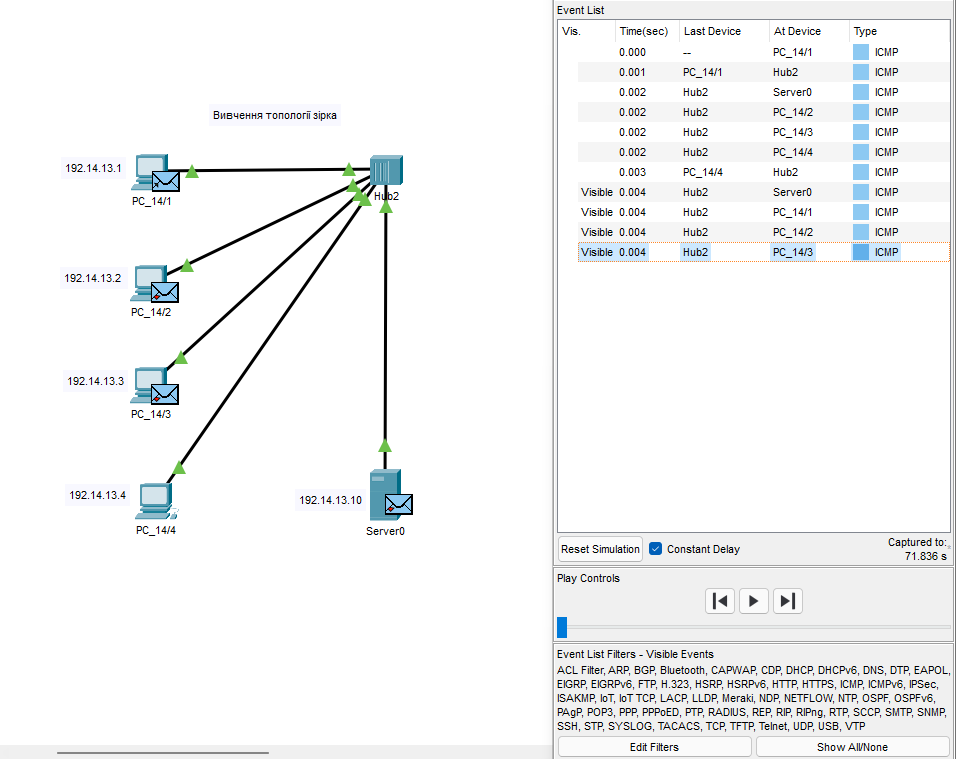 Вивчення топології зірка
192.14.13.1
PC_14/1
Hub2
192.14.13.2
PC_14/2
192.14.13.3
PC_14/3
192.14.13.4
PC_14/4
192.14.13.10
Server0
Event List
Vis. Time(sec) Last Device At Device Type
0.000 -- PC_14/1 ICMP
0.001 PC_14/1 Hub2 ICMP
0.002 Hub2 Server0 ICMP
0.002 Hub2 PC_14/2 ICMP
0.002 Hub2 PC_14/3 ICMP
0.002 Hub2 PC_14/4 ICMP
0.003 PC_14/4 Hub2 ICMP
Visible 0.004 Hub2 Server0 ICMP
Visible 0.004 Hub2 PC_14/1 ICMP
Visible 0.004 Hub2 PC_14/2 ICMP
Visible 0.004 Hub2 PC_14/3 ICMP
Reset Simulation Constant Delay
Captured to:
71.836 s
Play Controls
Event List Filters - Visible Events
ACL Filter, ARP, BGP, Bluetooth, CAPWAP, CDP, DHCP, DHCPv6, DNS, DTP, EAPOL,
EIGRP, EIGRPv6, FTP, H.323, HSRP, HSRPv6, HTTP, HTTPS, ICMP, ICMPv6, IPSec,
ISAKMP, IoT, IoT TCP, LACP, LLDP, Meraki, NDP, NETFLOW, NTP, OSPF, OSPFv6,
PAgP, POP3, PPP, PPPoED, PTP, RADIUS, REP, RIP, RIPng, RTP, SCCP, SMTP, SNMP,
SSH, STP, SYSLOG, TACACS, TCP, TFTP, Telnet, UDP, USB, VTP
Edit Filters Show All/None